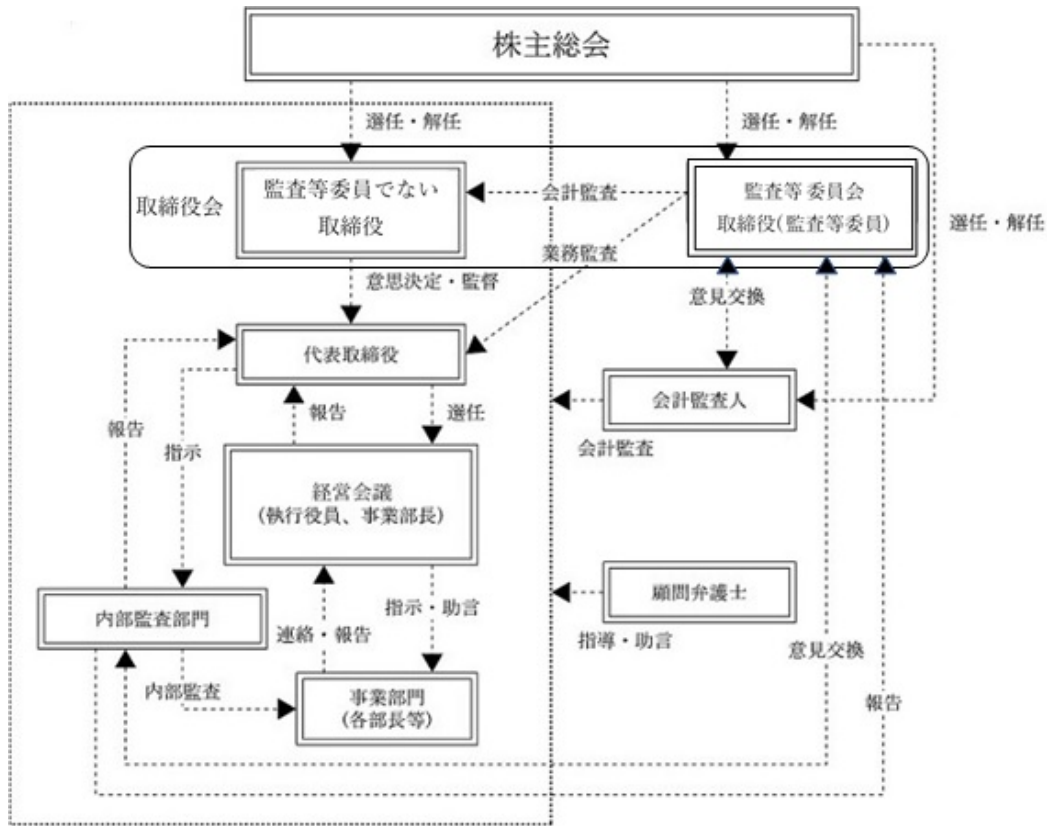 株主総会
選任・解任
選任・解任
取締役会
監査等委員でない
取締役
会計監査
監査等委員会
取締役(監査等委員)
選任・解任
業務監査
意思決定・監督
意見交換
代表取締役
会計監査人
報告
選任
報告
指示
会計監査
経営会議
(執行役員、事業部長)
顧問弁護士
内部監査部門
指示・助言
連絡・報告
指導・助言
意見交換
内部監査
事業部門
(各部長等)
報告